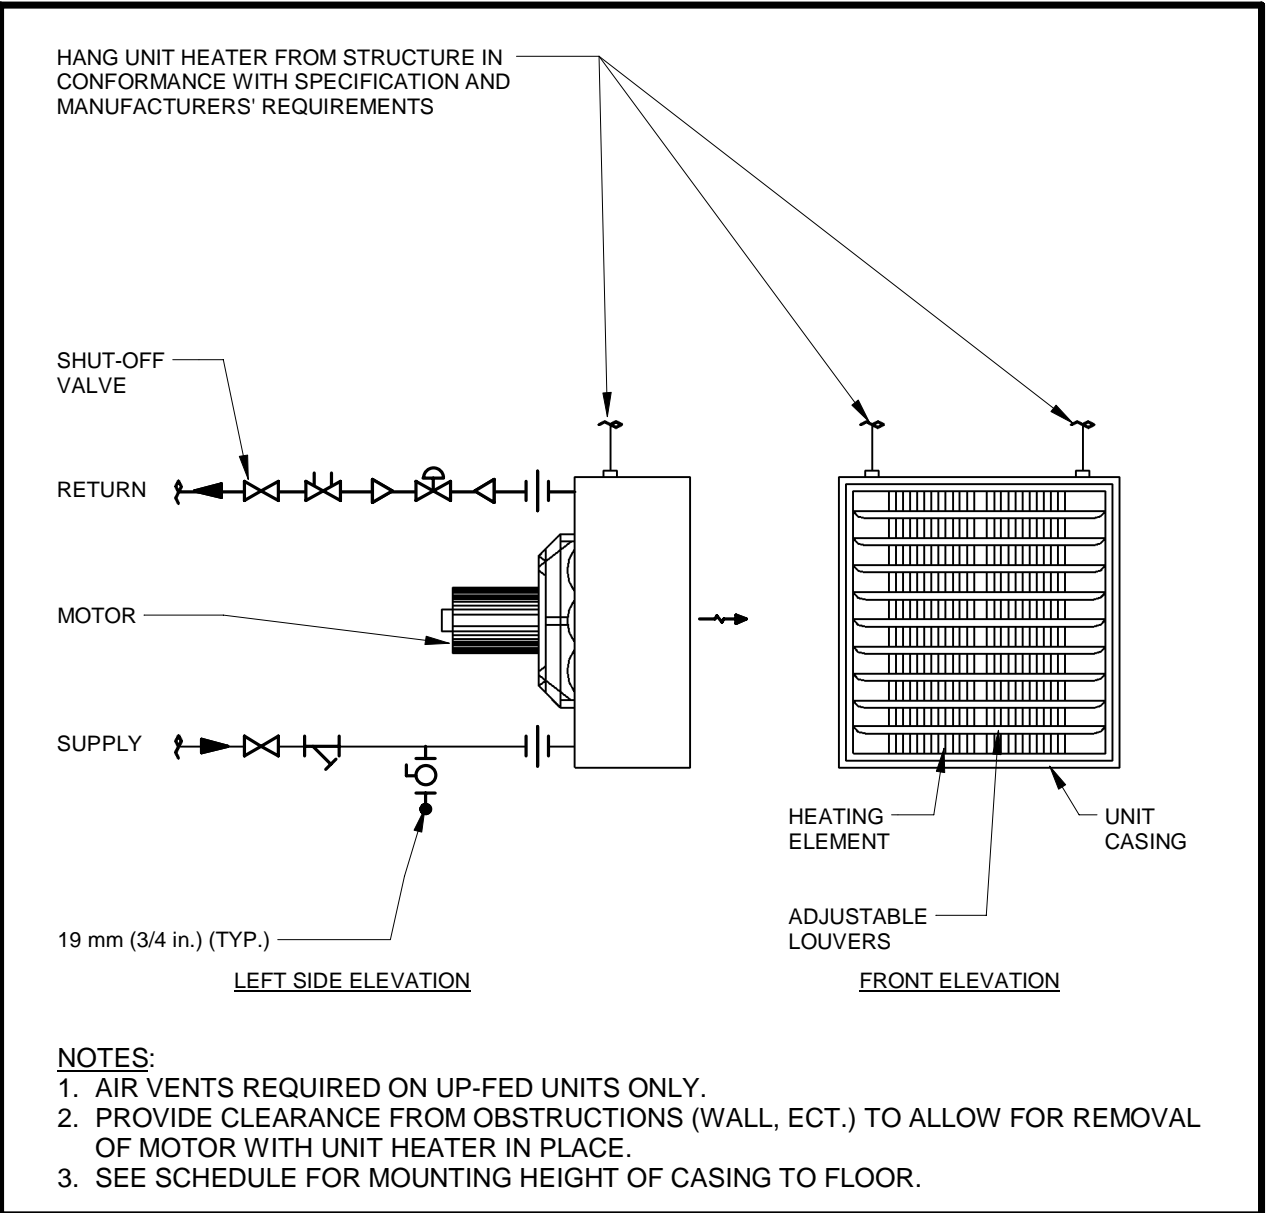 HANG UNIT HEATER FROM STRUCTURE IN
CONFORMANCE WITH SPECIFICATION AND
MANUFACTURERS' REQUIREMENTS
SHUT-OFF
VALVE
RETURN
MOTOR
SUPPLY
HEATING
ELEMENT
UNIT
CASING
ADJUSTABLE
LOUVERS
19 mm (3/4 in.) (TYP.)
LEFT SIDE ELEVATION
FRONT ELEVATION
NOTES:
1. AIR VENTS REQUIRED ON UP-FED UNITS ONLY.
2. PROVIDE CLEARANCE FROM OBSTRUCTIONS (WALL, ECT.) TO ALLOW FOR REMOVAL
OF MOTOR WITH UNIT HEATER IN PLACE.
3. SEE SCHEDULE FOR MOUNTING HEIGHT OF CASING TO FLOOR.